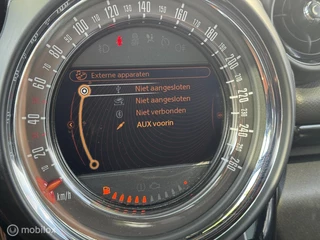 Externe apparaten
Niet aangesloten
Niet aangesloten
Niet verbonden
AUX voorin
20
40
60
80
100
120
140
160
180
200
220
240
260
km/h
marktplaats